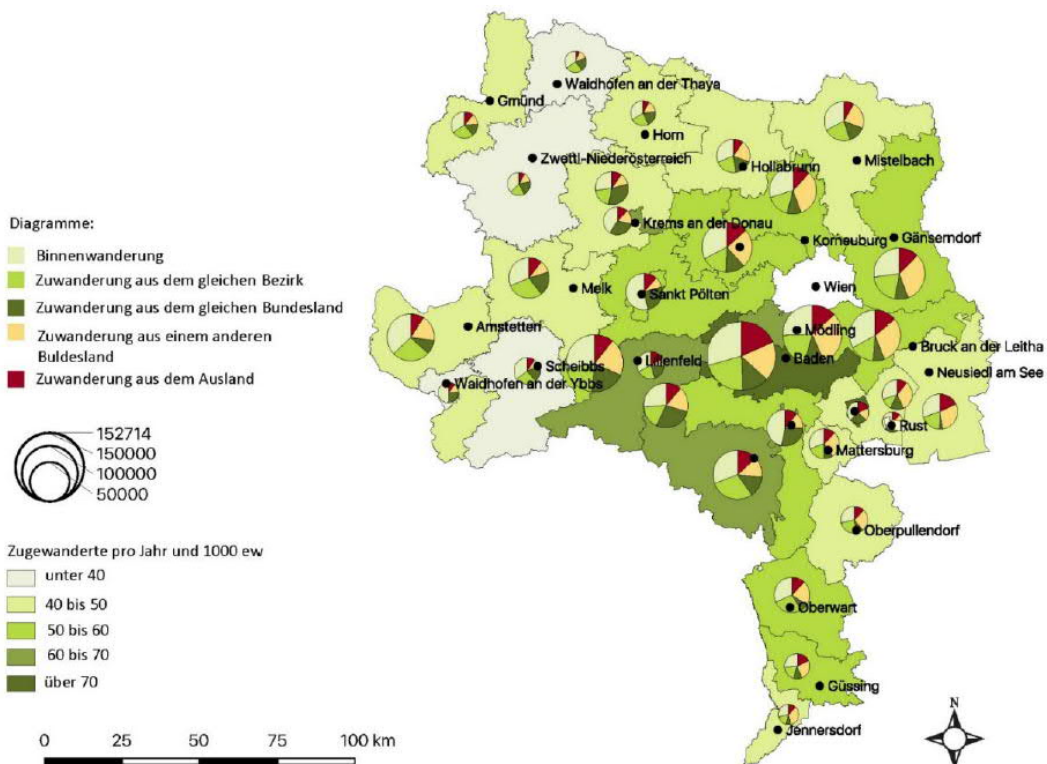 Diagramme:
Binnenwanderung
Zuwanderung aus dem gleichen Bezirk
Zuwanderung aus dem gleichen Bundesland
Zuwanderung aus einem anderen
Buldesland
Zuwanderung aus dem Ausland
152714
150000
100000
50000
Zugewanderte pro Jahr und 1000 ew
unter 40
40 bis 50
50 bis 60
60 bis 70
über 70
0 25 50 75 100 km
Waidhofen an der Thaya
Gmünd
Horn
Zwettl-Niederösterreich
Hollabrunn
Mistelbach
Krems an der Donau
Korneuburg
Gänserndorf
Melk
Sankt Pölten
Wien
Amstetten
Mödling
Scheibbs
Lilienfeld
Baden
Bruck an der Leitha
Waidhofen an der Ybbs
Neusiedl am See
Rust
Mattersburg
Oberpullendorf
Oberwart
Güssing
Jennersdorf
N